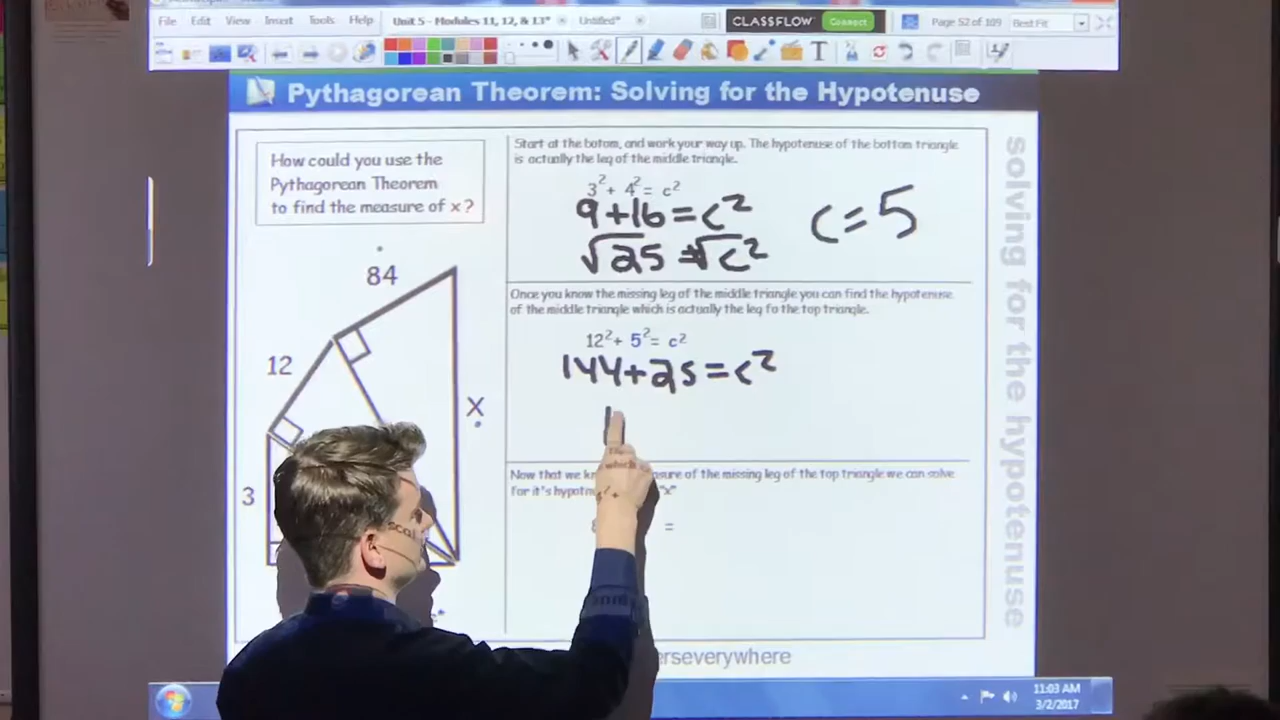 File Edit View Insert Tools Help
Unit 5 - Modules 11, 12, & 13*
Untitled*
CLASSFLOW Connect
Page 52 of 109
Best Fit
Pythagorean Theorem: Solving for the Hypotenuse
How could you use the
Pythagorean Theorem
to find the measure of x?
84
12
X
3
Start at the botom, and work your way up. The hypotenuse of the bottom triangle
is actually the leg of the middle triangle.
3² + 4² = c²
9+16=c²
√25 = √c²
c=5
Once you know the missing leg of the middle triangle you can find the hypotenuse
of the middle triangle which is actually the leg fo the top triangle.
12² + 5² = c²
144+25=c²
Now that we measure of the missing leg of the top triangle we can solve
for it's "x"
=
solving for the hypotenuse
erseverywhere
11:03 AM
3/2/2017